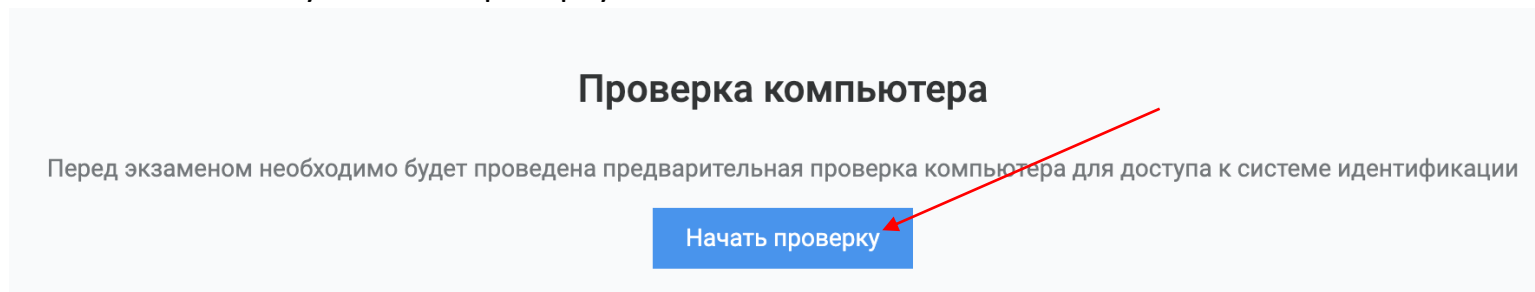 Проверка компьютера
Перед экзаменом необходимо будет проведена предварительная проверка компьютера для доступа к системе идентификации
Начать проверку